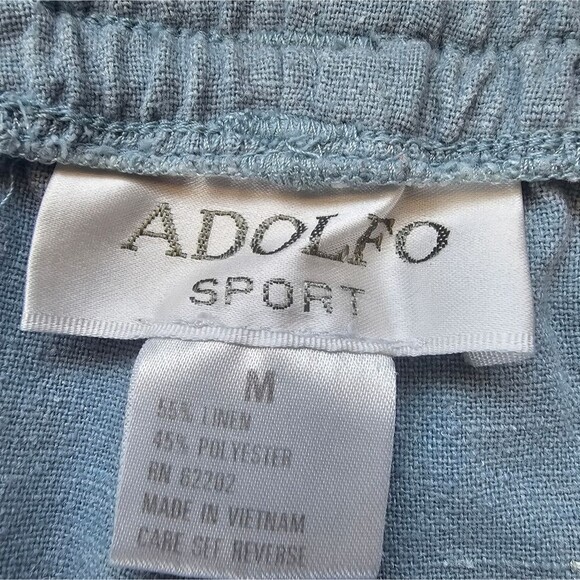 ADOLFO
SPORT
M
55% LINEN
45% POLYESTER
RN 62202
MADE IN VIETNAM
CARE SEE REVERSE